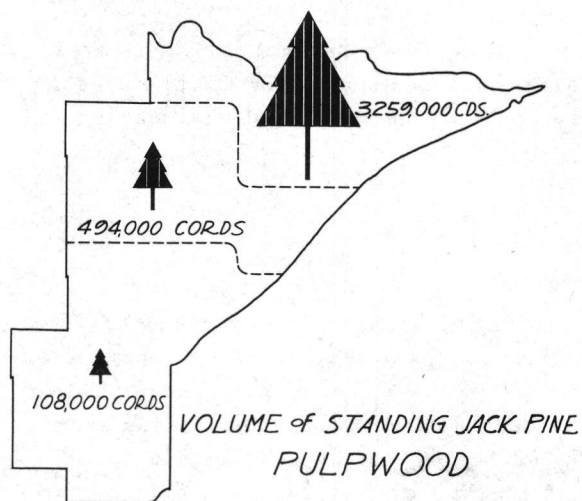 3,259,000 CDS.
494,000 CORDS
108,000 CORDS
VOLUME of STANDING JACK PINE
PULPWOOD